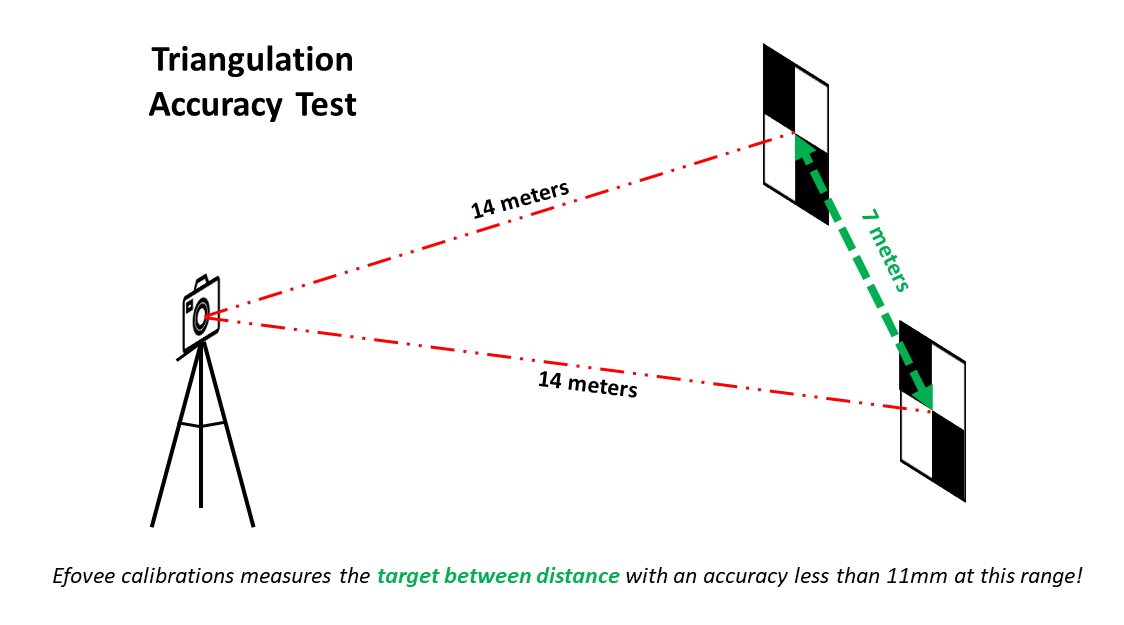 Triangulation
Accuracy Test
14 meters
7 meters
14 meters
Efovee calibrations measures the target between distance with an accuracy less than 11mm at this range!